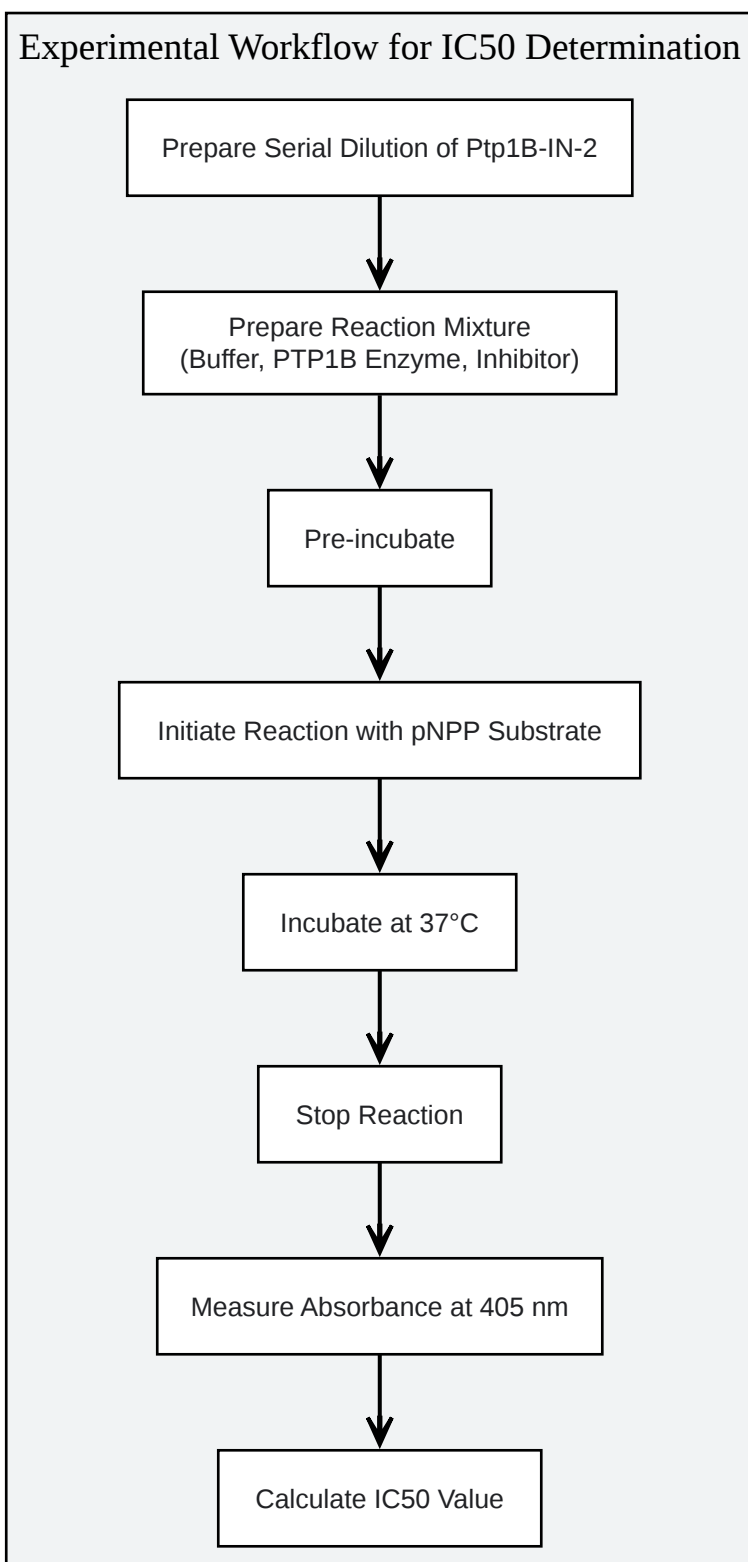 Experimental Workflow for IC50 Determination
Prepare Serial Dilution of Ptp1B-IN-2
Prepare Reaction Mixture
(Buffer, PTP1B Enzyme, Inhibitor)
Pre-incubate
Initiate Reaction with pNPP Substrate
Incubate at 37°C
Stop Reaction
Measure Absorbance at 405 nm
Calculate IC50 Value